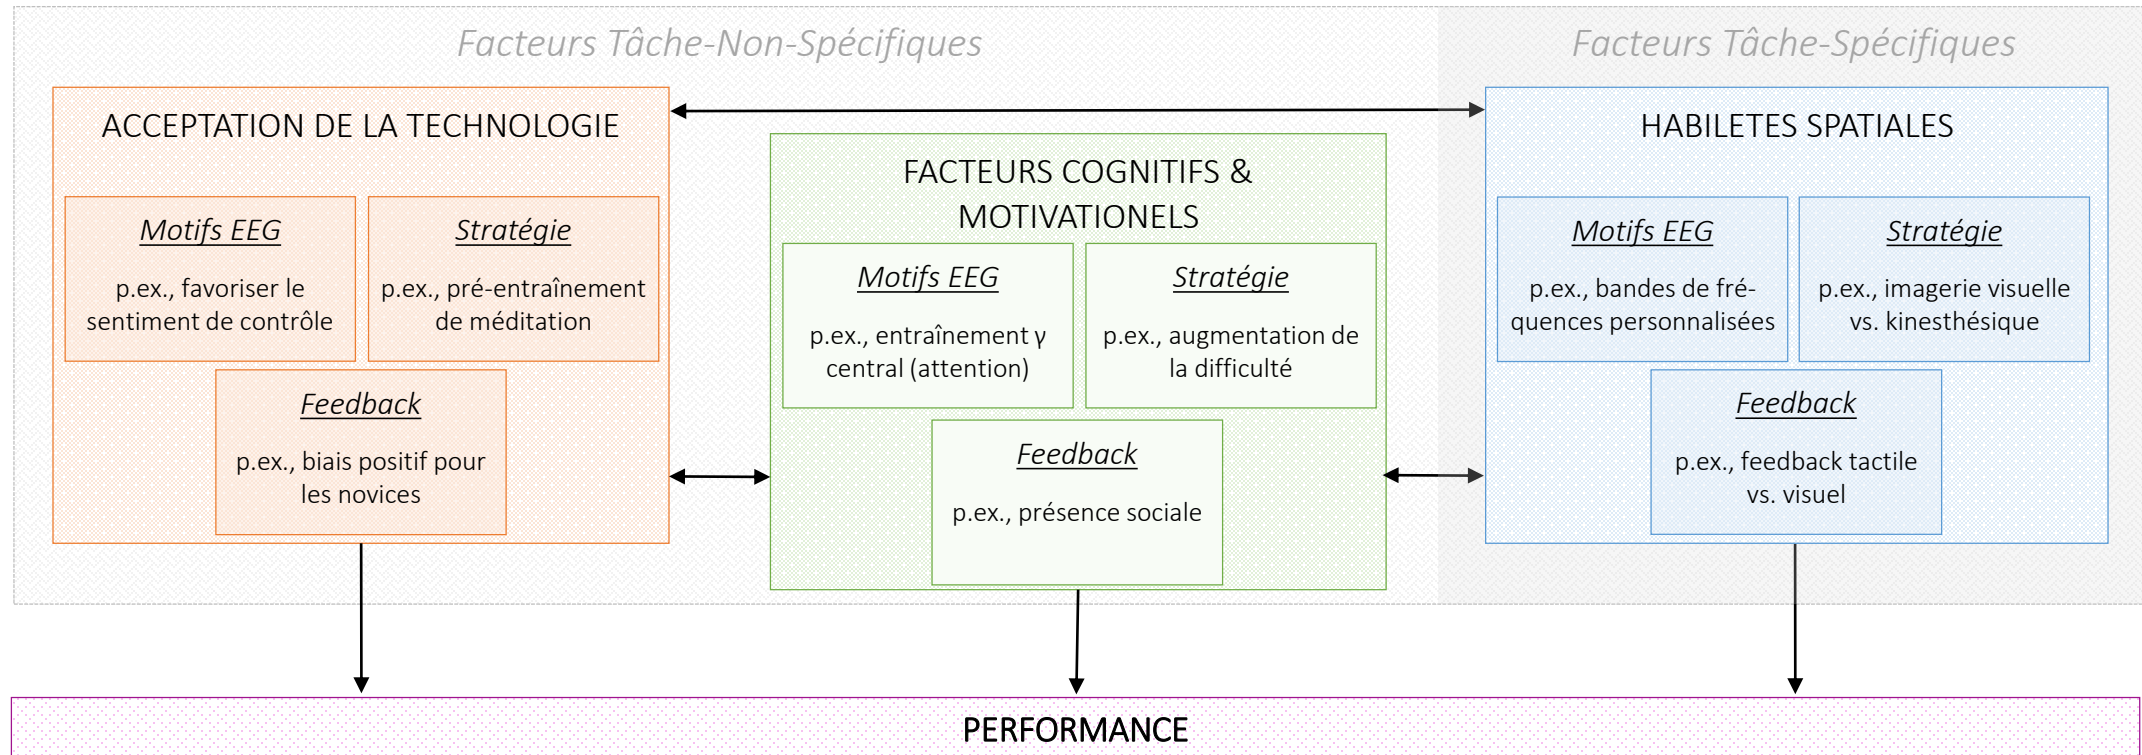 Facteurs Tâche-Non-Spécifiques
Facteurs Tâche-Spécifiques
ACCEPTATION DE LA TECHNOLOGIE
Motifs EEG
p.ex., favoriser le
sentiment de contrôle
Stratégie
p.ex., pré-entraînement
de méditation
Feedback
p.ex., biais positif pour
les novices
FACTEURS COGNITIFS &
MOTIVATIONELS
Motifs EEG
p.ex., entraînement γ
central (attention)
Stratégie
p.ex., augmentation de
la difficulté
Feedback
p.ex., présence sociale
HABILETES SPATIALES
Motifs EEG
p.ex., bandes de fré-
quences personnalisées
Stratégie
p.ex., imagerie visuelle
vs. kinesthésique
Feedback
p.ex., feedback tactile
vs. visuel
PERFORMANCE